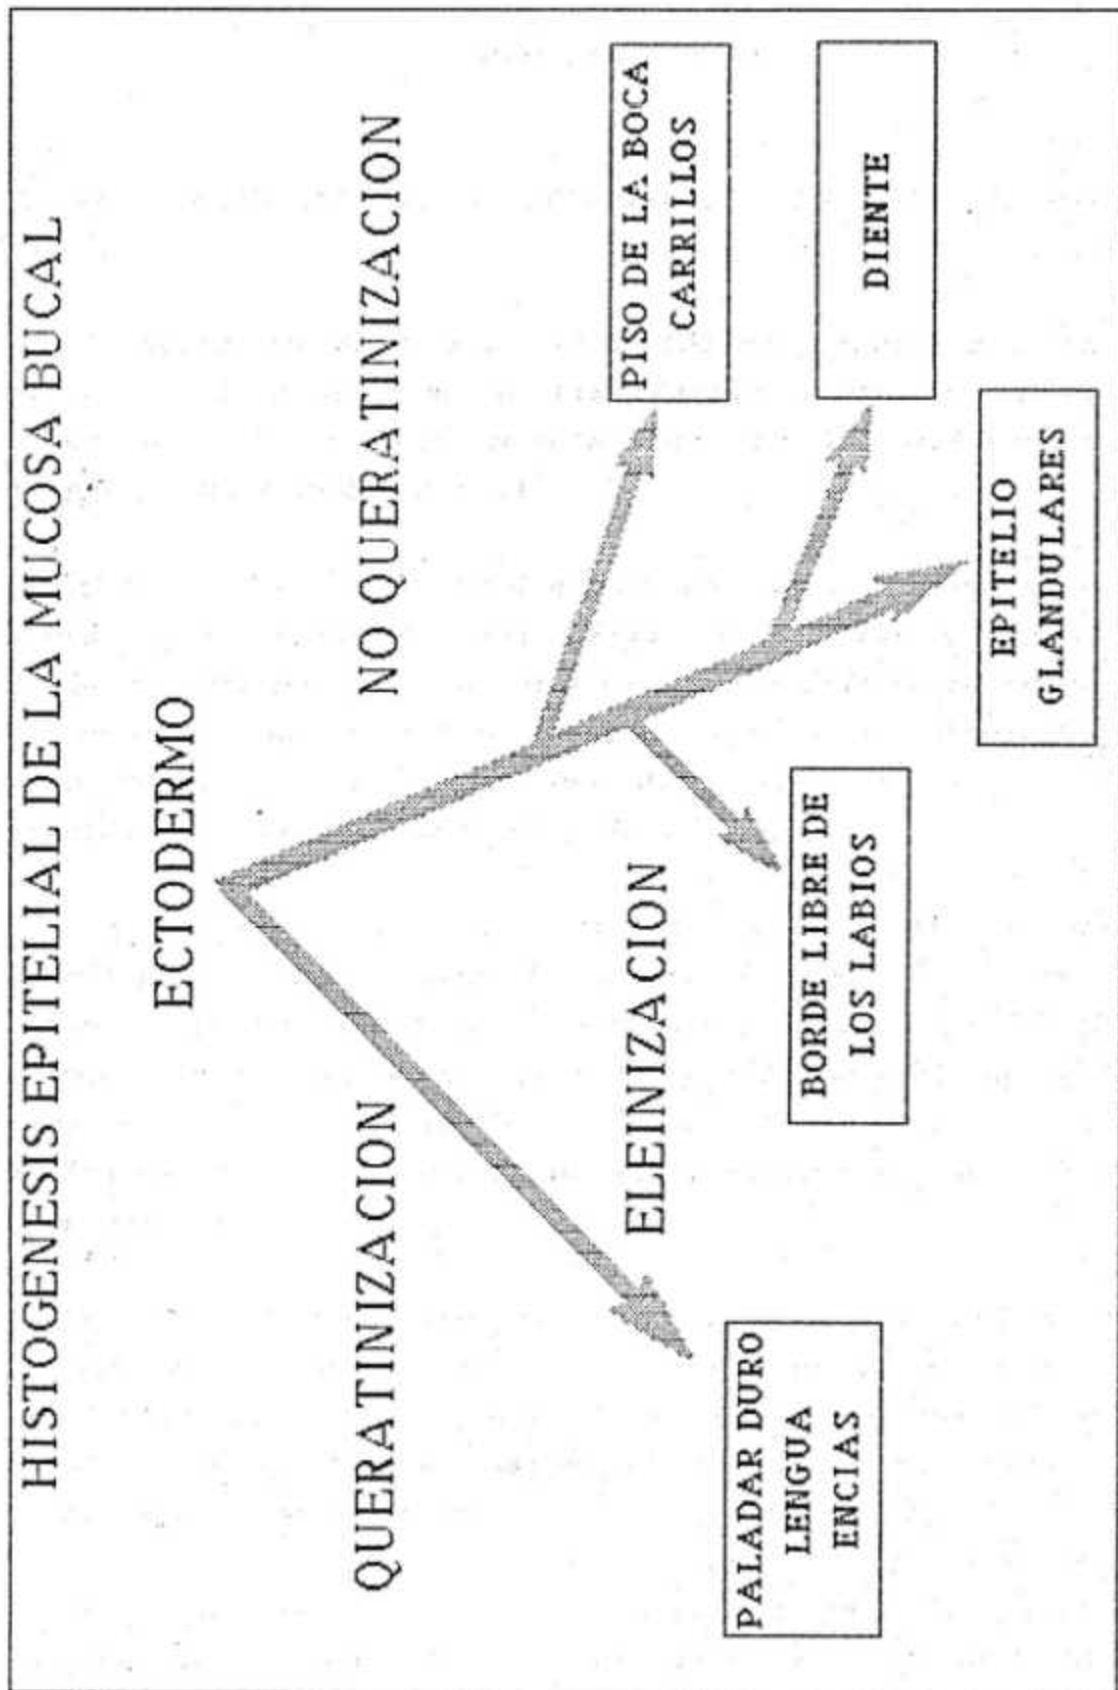 HISTOGENESIS EPITELIAL DE LA MUCOSA BUCAL
ECTODERMO
QUERATINIZACION
NO QUERATINIZACION
ELEINIZACION
PISO DE LA BOCA
CARRILLOS
PALADAR DURO
LENGUA
ENCIAS
BORDE LIBRE DE
LOS LABIOS
DIENTE
EPITELIO
GLANDULARES